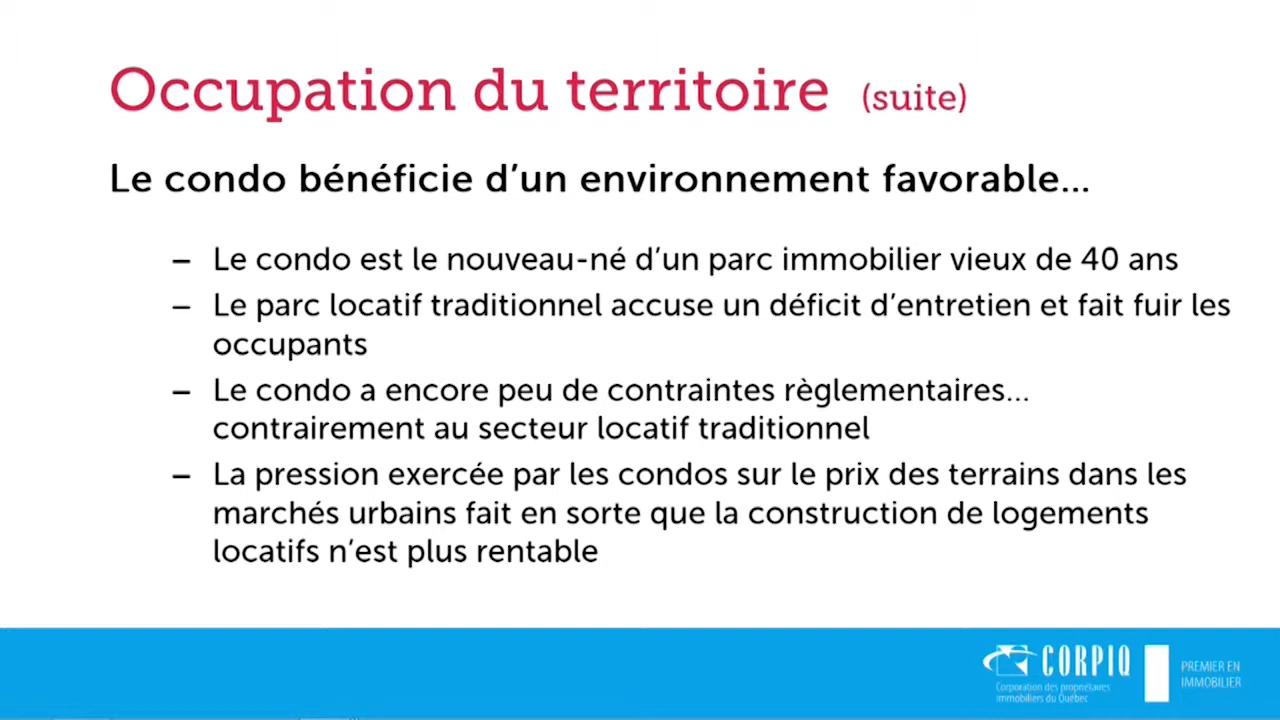 Occupation du territoire (suite)
Le condo bénéficie d’un environnement favorable…
– Le condo est le nouveau-né d’un parc immobilier vieux de 40 ans
– Le parc locatif traditionnel accuse un déficit d’entretien et fait fuir les
occupants
– Le condo a encore peu de contraintes règlementaires…
contrairement au secteur locatif traditionnel
– La pression exercée par les condos sur le prix des terrains dans les
marchés urbains fait en sorte que la construction de logements
locatifs n’est plus rentable
CORPIQ
Corporation des propriétaires
immobiliers du Québec
PREMIER EN
IMMOBILIER